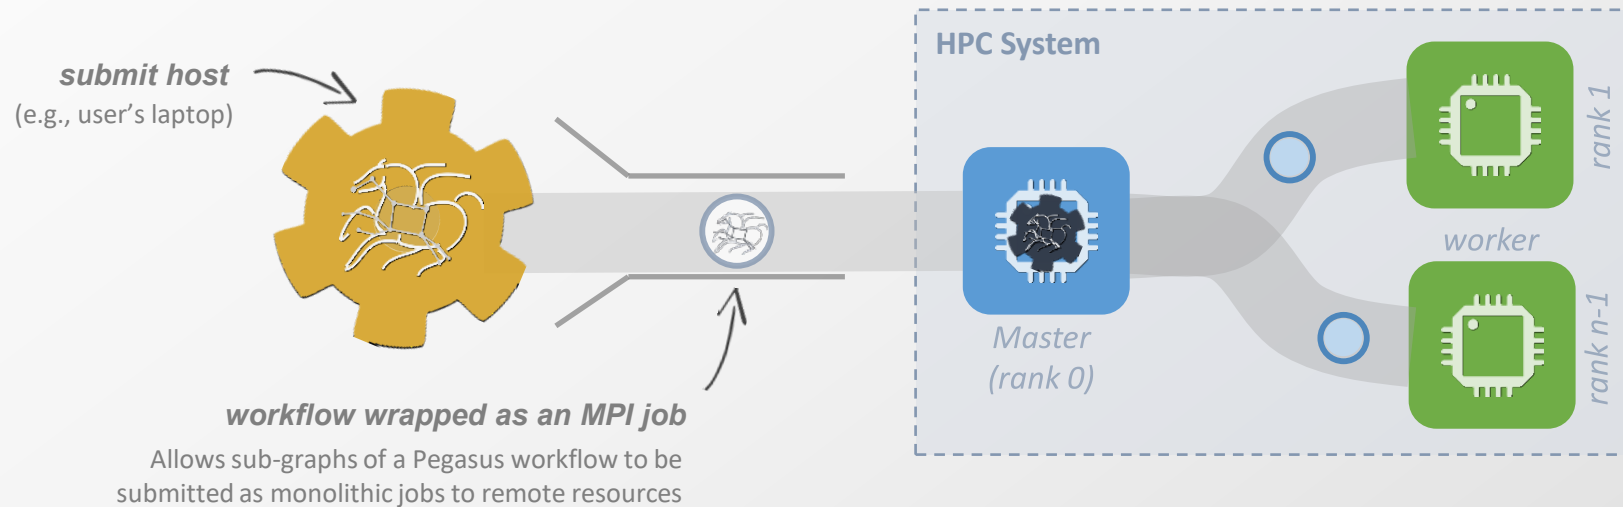 submit host
(e.g., user’s laptop)
workflow wrapped as an MPI job
Allows sub-graphs of a Pegasus workflow to be
submitted as monolithic jobs to remote resources
HPC System
Master
(rank 0)
rank 1
worker
rank n-1